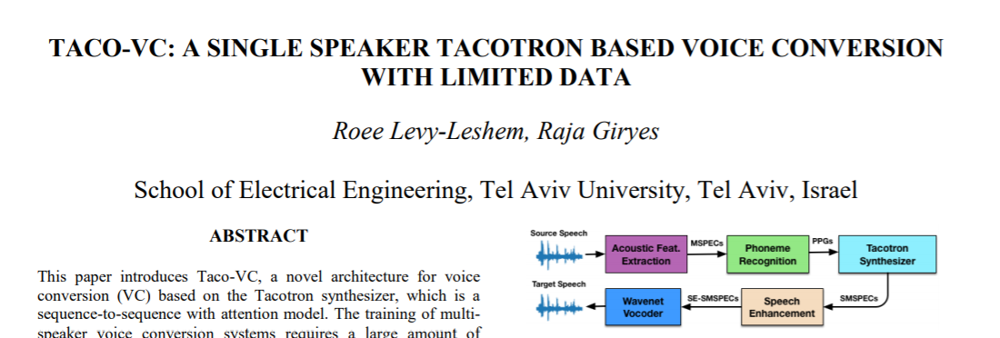 TACO-VC: A SINGLE SPEAKER TACOTRON BASED VOICE CONVERSION
WITH LIMITED DATA
Roee Levy-Leshem, Raja Giryes
School of Electrical Engineering, Tel Aviv University, Tel Aviv, Israel
ABSTRACT
This paper introduces Taco-VC, a novel architecture for voice
conversion (VC) based on the Tacotron synthesizer, which is a
sequence-to-sequence with attention model. The training of multi-
speaker voice conversion systems requires a large amount of
Source Speech
Acoustic Feat.
Extraction
MSPECs
Phoneme
Recognition
PPGs
Tacotron
Synthesizer
SMSPECs
Speech
Enhancement
SE-SMSPECs
Wavenet
Vocoder
Target Speech